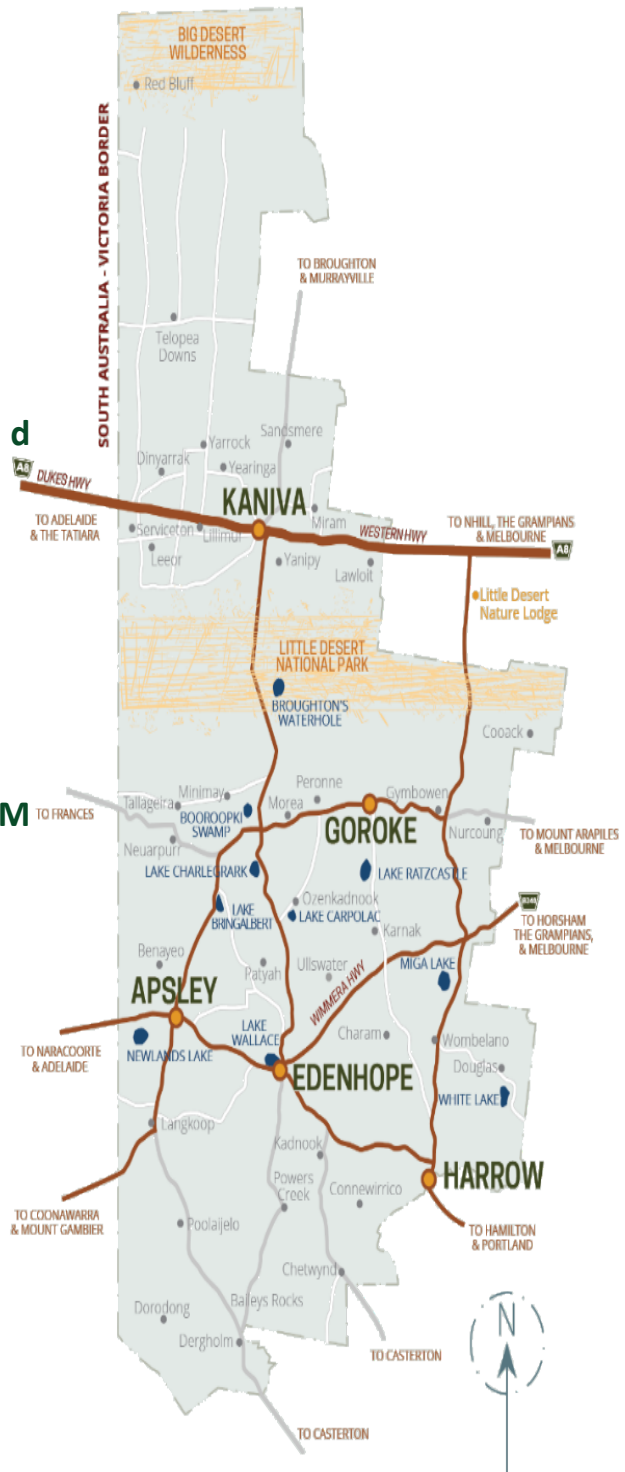 BIG DESERT
WILDERNESS
Red Bluff
SOUTH AUSTRALIA - VICTORIA BORDER
TO BROUGHTON
& MURRAYVILLE
Telopea
Downs
d
A8
DUKES HWY
TO ADELAIDE
& THE TATIARA
Sandsmere
Yarrock
Dinyarrak
Yearinga
KANIVA
Miram
Serviceton
Lillimur
Leeor
WESTERN HWY
TO NHILL, THE GRAMPIANS
& MELBOURNE
A8
Yanipy
Lawloit
Little Desert
Nature Lodge
LITTLE DESERT
NATIONAL PARK
BROUGHTON'S
WATERHOLE
Cooack
M
TO FRANCES
Tallageira
Minimay
Peronne
Morea
Gymbowen
BOOROOPKI
SWAMP
GOROKE
Nurcoung
TO MOUNT ARAPILES
& MELBOURNE
Neuarpurr
LAKE CHARLEGRARK
LAKE RATZCASTLE
LAKE
BRINGALBERT
Ozenkadnook
LAKE CARPOLAC
Karnak
TO HORSHAM
THE GRAMPIANS,
& MELBOURNE
Benayeo
Patyah
Ullswater
WIMMERA HWY
MIGA LAKE
APSLEY
LAKE
WALLACE
Charam
Wombelano
TO NARACOORTE
& ADELAIDE
NEWLANDS LAKE
EDENHOPE
Douglas
WHITE LAKE
Langkoop
Kadnook
HARROW
Powers
Creek
Connewirrico
TO COONAWARRA
& MOUNT GAMBIER
Poolaijelo
TO HAMILTON
& PORTLAND
Chetwynd
Baileys Rocks
Dorodong
Dergholm
TO CASTERTON
N
TO CASTERTON